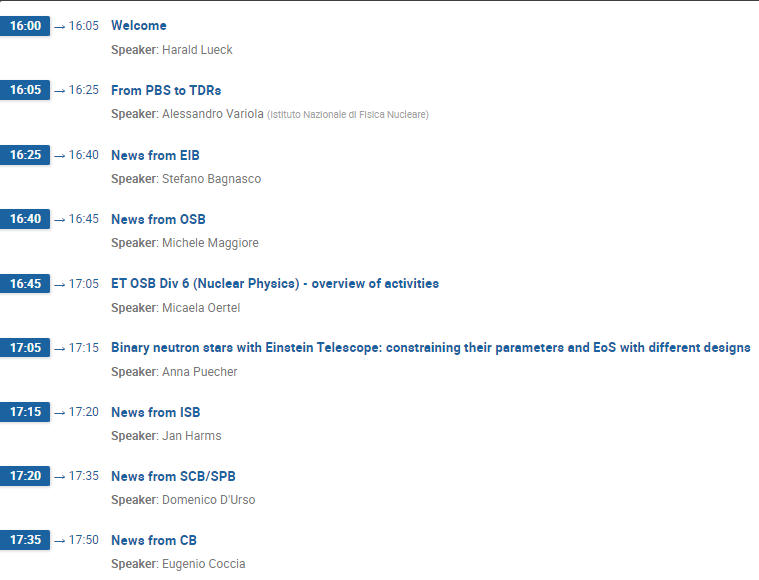 16:00 → 16:05 Welcome
Speaker: Harald Lueck
16:05 → 16:25 From PBS to TDRs
Speaker: Alessandro Variola (Istituto Nazionale di Fisica Nucleare)
16:25 → 16:40 News from EIB
Speaker: Stefano Bagnasco
16:40 → 16:45 News from OSB
Speaker: Michele Maggiore
16:45 → 17:05 ET OSB Div 6 (Nuclear Physics) - overview of activities
Speaker: Micaela Oertel
17:05 → 17:15 Binary neutron stars with Einstein Telescope: constraining their parameters and EoS with different designs
Speaker: Anna Puecher
17:15 → 17:20 News from ISB
Speaker: Jan Harms
17:20 → 17:35 News from SCB/SPB
Speaker: Domenico D'Urso
17:35 → 17:50 News from CB
Speaker: Eugenio Coccia